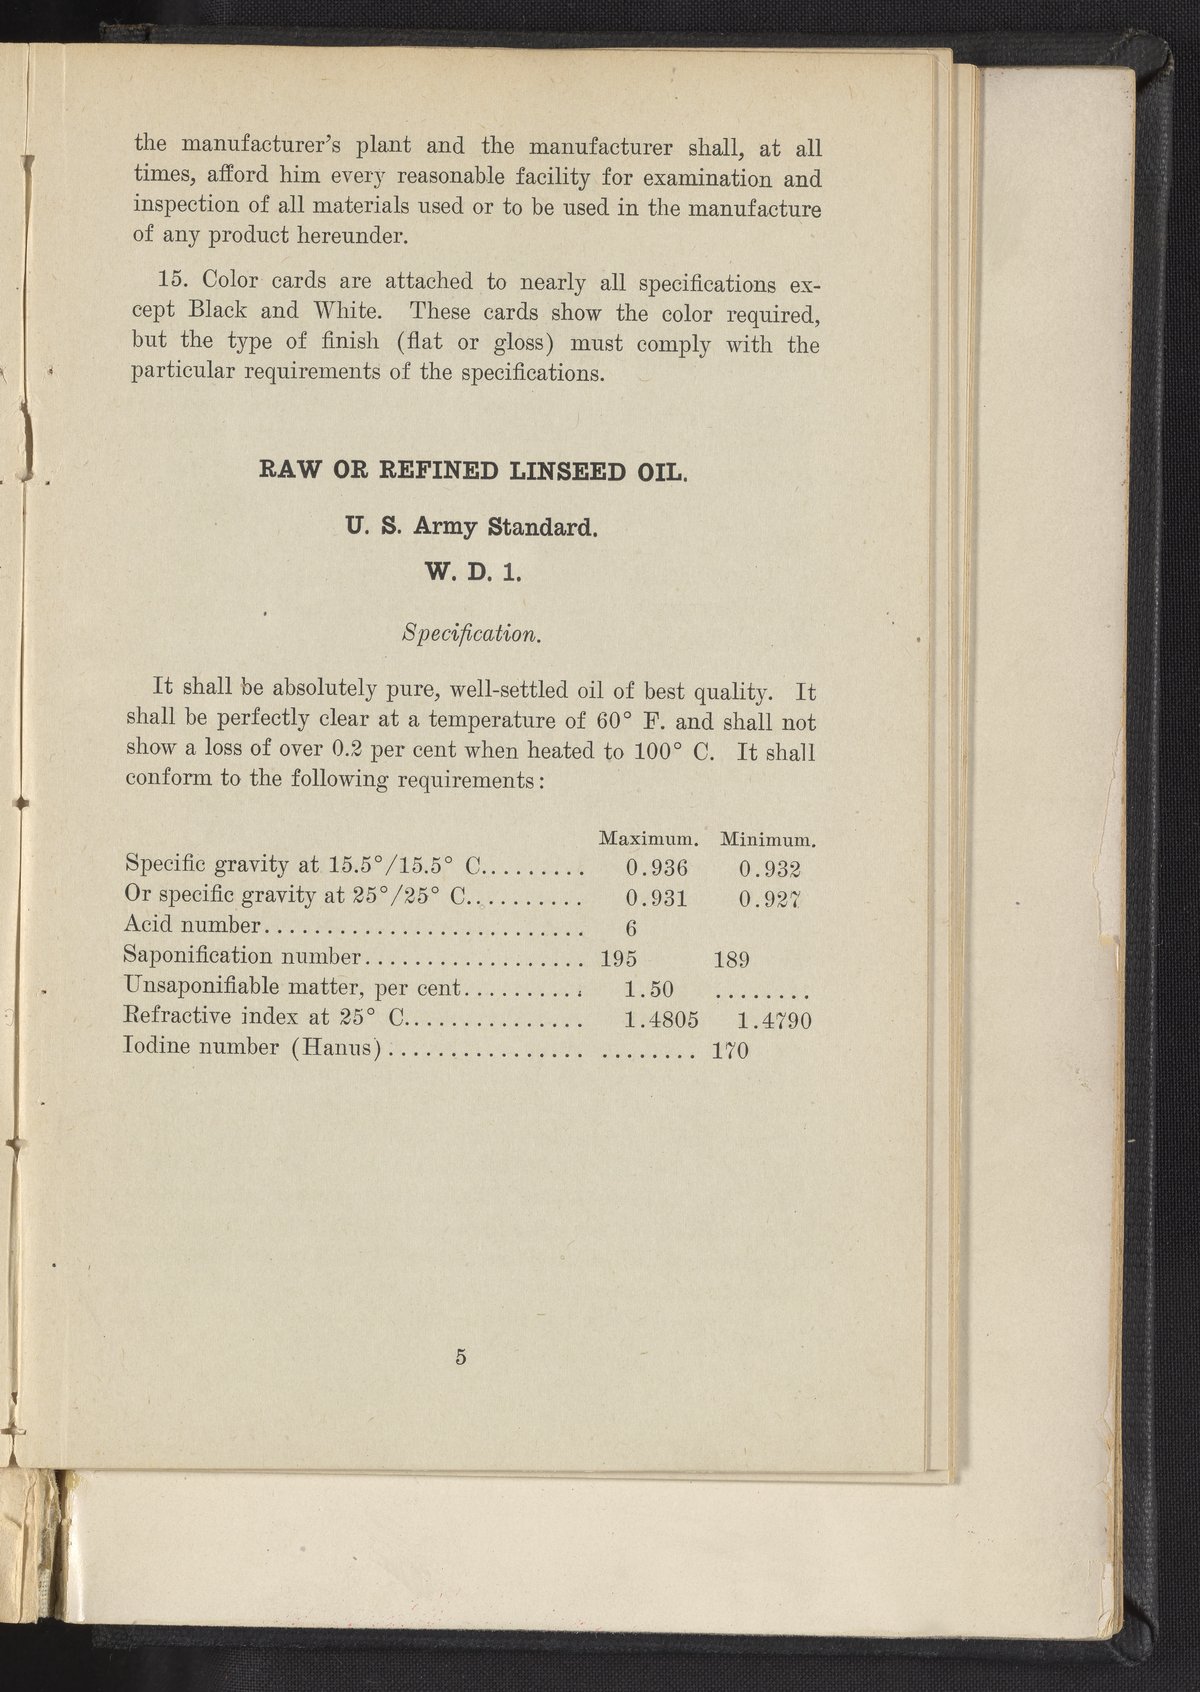 the manufacturer's plant and the manufacturer shall, at all
times, afford him every reasonable facility for examination and
inspection of all materials used or to be used in the manufacture
of any product hereunder.
15. Color cards are attached to nearly all specifications ex-
cept Black and White. These cards show the color required,
but the type of finish (flat or gloss) must comply with the
particular requirements of the specifications.
RAW OR REFINED LINSEED OIL.
U. S. Army Standard.
W. D. 1.
Specification.
It shall be absolutely pure, well-settled oil of best quality. It
shall be perfectly clear at a temperature of 60° F. and shall not
show a loss of over 0.2 per cent when heated to 100° C. It shall
conform to the following requirements:
Maximum. Minimum.
Specific gravity at 15.5°/15.5° C......... 0.936 0.932
Or specific gravity at 25°/25° C.......... 0.931 0.927
Acid number.......................... 6
Saponification number.................. 195 189
Unsaponifiable matter, per cent.......... 1.50 ........
Refractive index at 25° C............... 1.4805 1.4790
Iodine number (Hanus)................ ........ 170
5